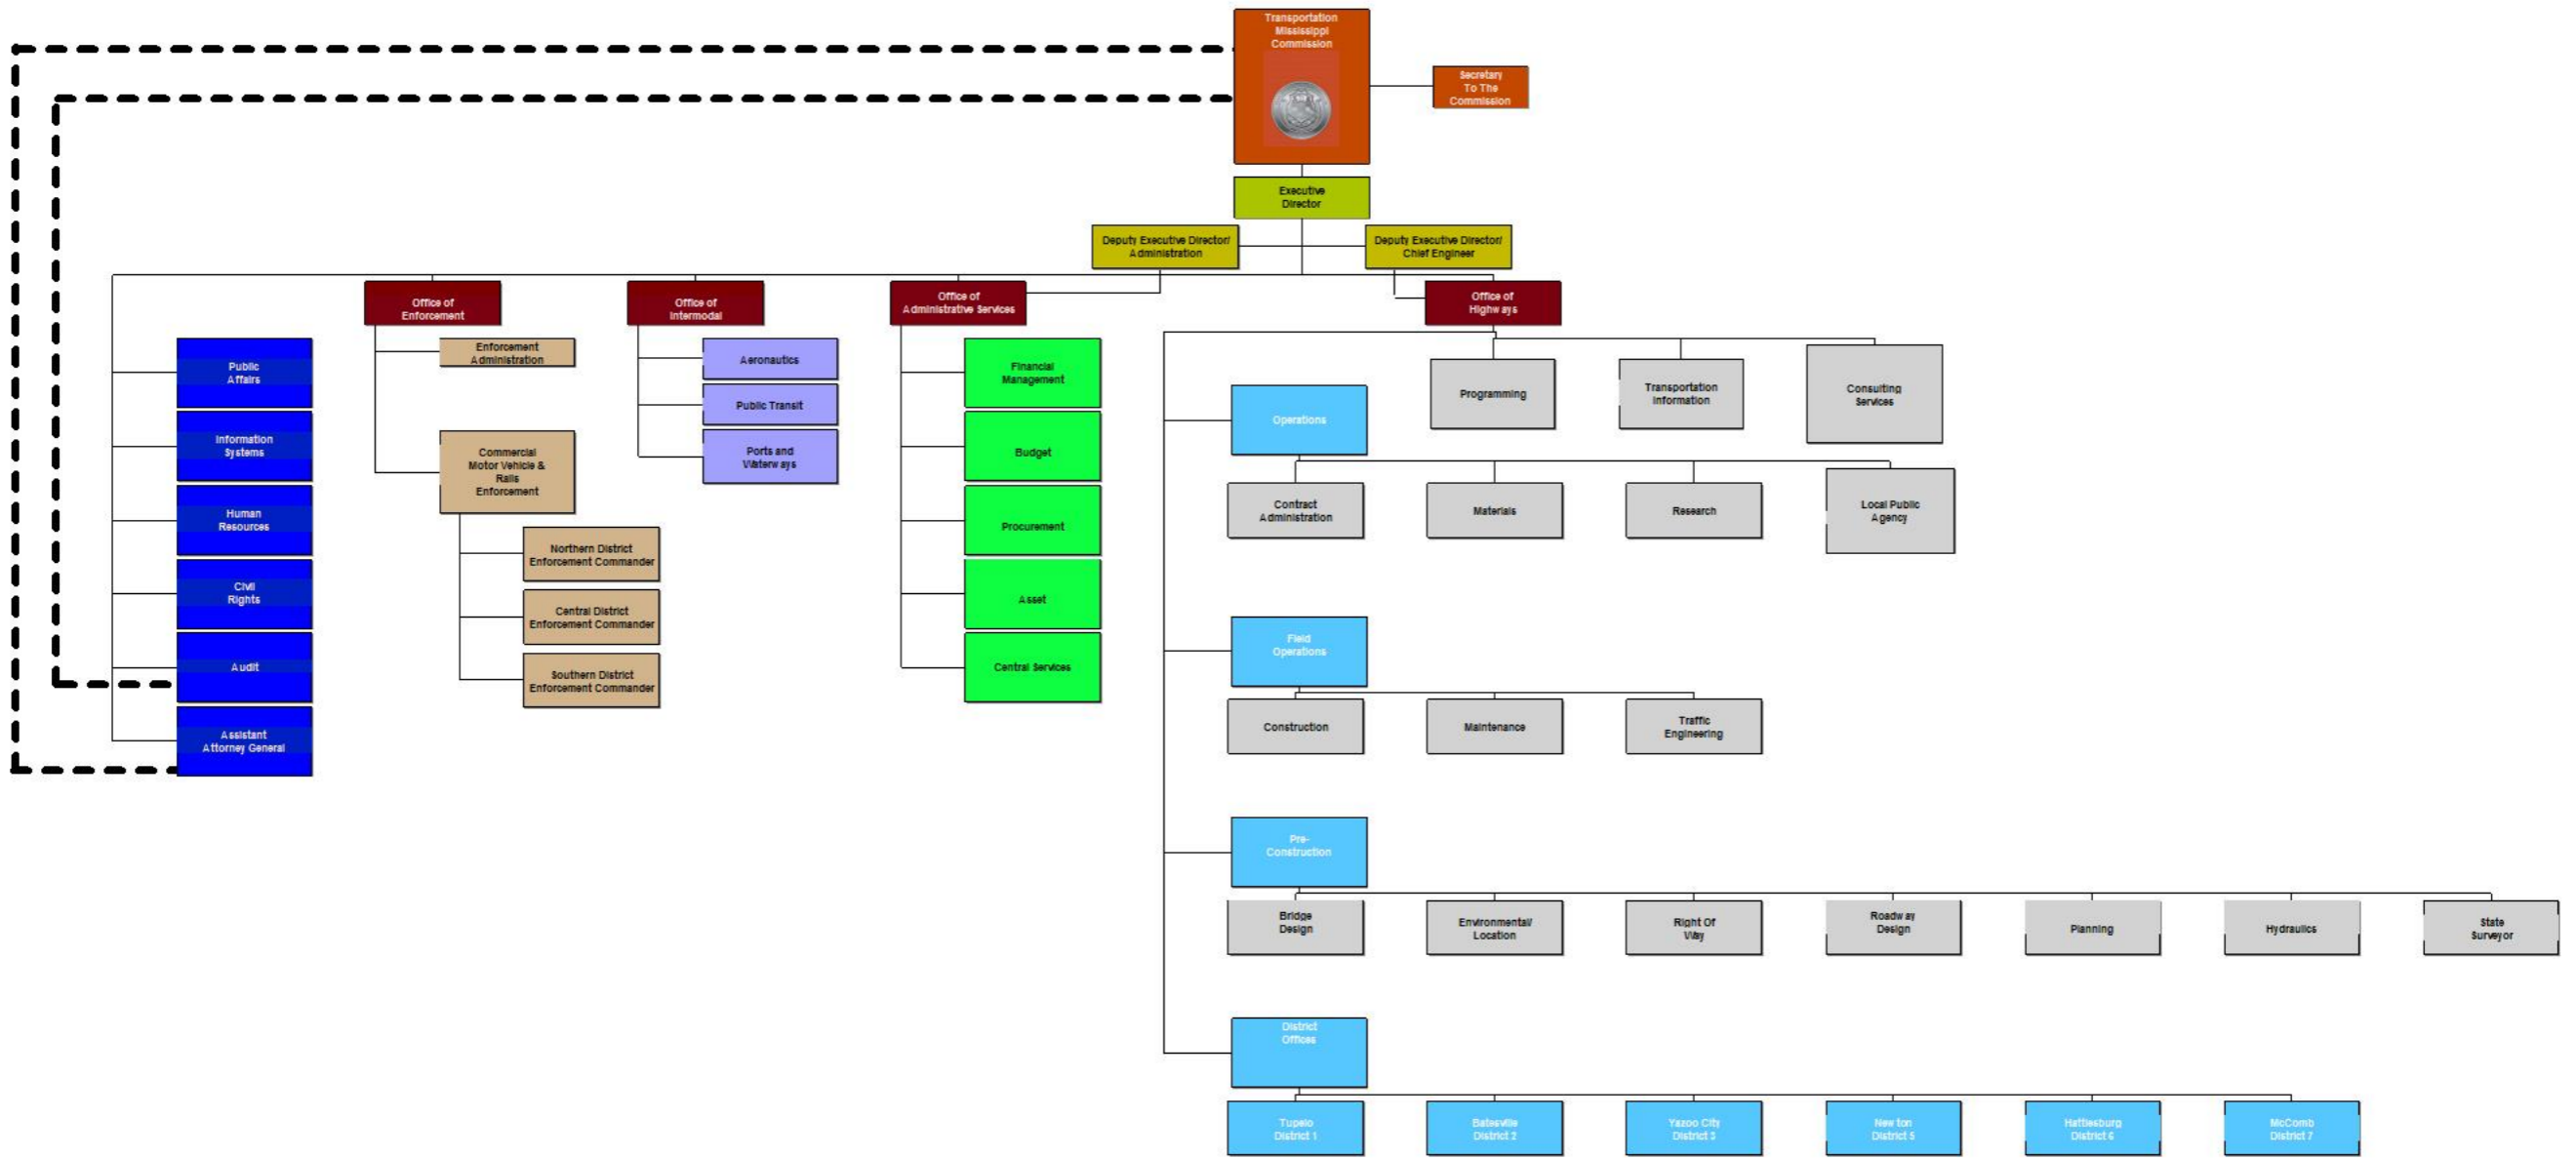 Transportation
Mississippi
Commission
Secretary
To The
Commission
Executive
Director
Deputy Executive Director/
Administration
Deputy Executive Director/
Chief Engineer
Office of
Enforcement
Office of
Intermodal
Office of
Administrative Services
Office of
Highways
Public
Affairs
Information
Systems
Human
Resources
Civil
Rights
Audit
Assistant
Attorney General
Enforcement
Administration
Commercial
Motor Vehicle &
Rails
Enforcement
Northern District
Enforcement Commander
Central District
Enforcement Commander
Southern District
Enforcement Commander
Aeronautics
Public Transit
Ports and
Waterways
Financial
Management
Budget
Procurement
Asset
Central Services
Programming
Transportation
Information
Consulting
Services
Operations
Contract
Administration
Materials
Research
Local Public
Agency
Field
Operations
Construction
Maintenance
Traffic
Engineering
Pre-
Construction
Bridge
Design
Environmental/
Location
Right Of
Way
Roadway
Design
Planning
Hydraulics
State
Surveyor
District
Offices
Tupelo
District 1
Batesville
District 2
Yazoo City
District 3
Newton
District 5
Hattiesburg
District 6
McComb
District 7